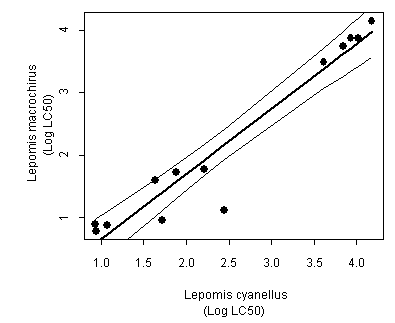 Lepomis macrochirus
(Log LC50)
4
3
2
1
1.0 1.5 2.0 2.5 3.0 3.5 4.0
Lepomis cyanellus
(Log LC50)